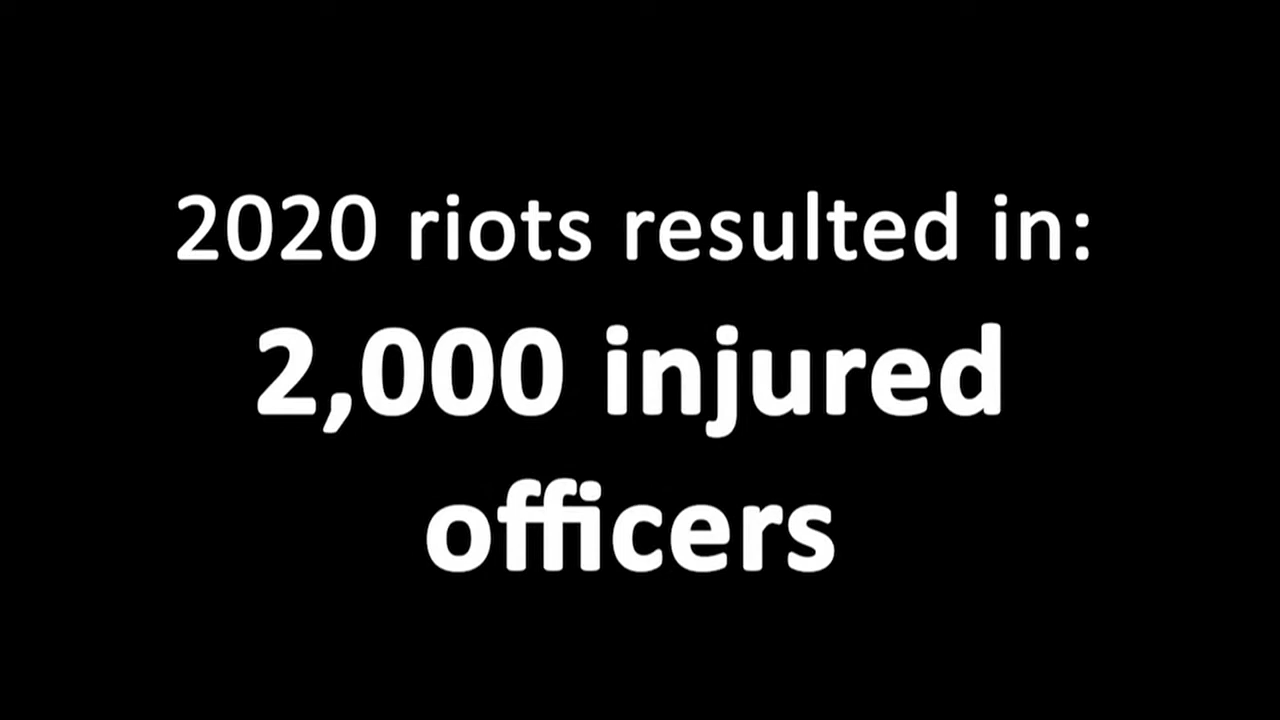 2020 riots resulted in:
2,000 injured
officers